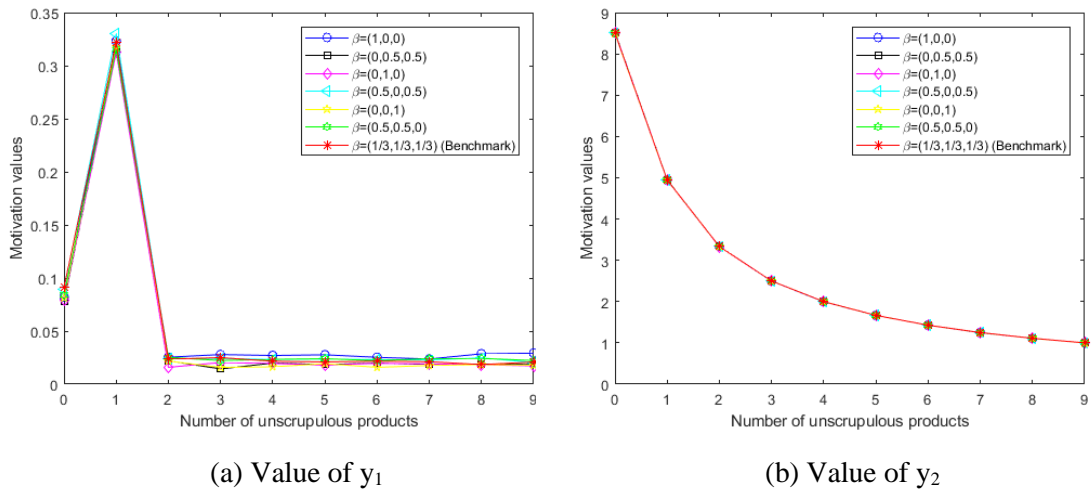 0.35
0.3
0.25
0.2
0.15
0.1
0.05
0
Motivation values
0 1 2 3 4 5 6 7 8 9
Number of unscrupulous products
β=(1,0,0)
β=(0,0.5,0.5)
β=(0,1,0)
β=(0.5,0,0.5)
β=(0,0,1)
β=(0.5,0.5,0)
β=(1/3,1/3,1/3) (Benchmark)
(a) Value of y₁
9
8
7
6
5
4
3
2
1
0
Motivation values
0 1 2 3 4 5 6 7 8 9
Number of unscrupulous products
β=(1,0,0)
β=(0,0.5,0.5)
β=(0,1,0)
β=(0.5,0,0.5)
β=(0,0,1)
β=(0.5,0.5,0)
β=(1/3,1/3,1/3) (Benchmark)
(b) Value of y₂